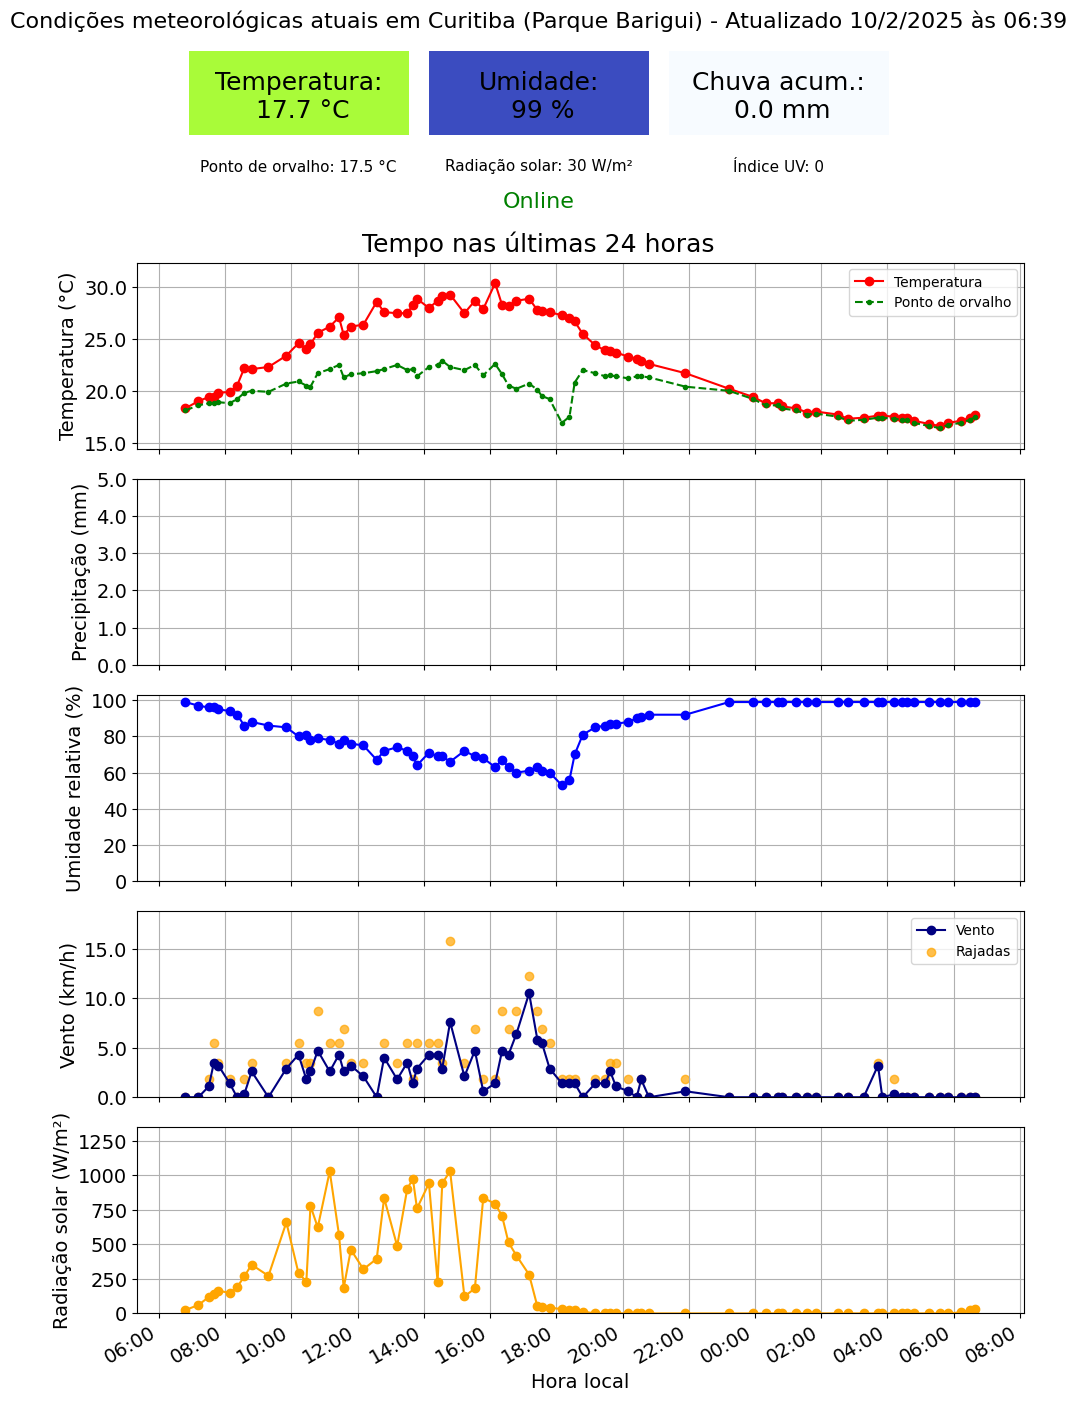 Condições meteorológicas atuais em Curitiba (Parque Barigui) - Atualizado 10/2/2025 às 06:39
Temperatura:
17.7 °C
Umidade:
99 %
Chuva acum.:
0.0 mm
Ponto de orvalho: 17.5 °C
Radiação solar: 30 W/m²
Índice UV: 0
Online
Tempo nas últimas 24 horas
Temperatura (°C)
30.0
25.0
20.0
15.0
Temperatura
Ponto de orvalho
Precipitação (mm)
5.0
4.0
3.0
2.0
1.0
0.0
Umidade relativa (%)
100
80
60
40
20
0
Vento (km/h)
15.0
10.0
5.0
0.0
Vento
Rajadas
Radiação solar (W/m²)
1250
1000
750
500
250
0
06:00
08:00
10:00
12:00
14:00
16:00
18:00
20:00
22:00
00:00
02:00
04:00
06:00
08:00
Hora local